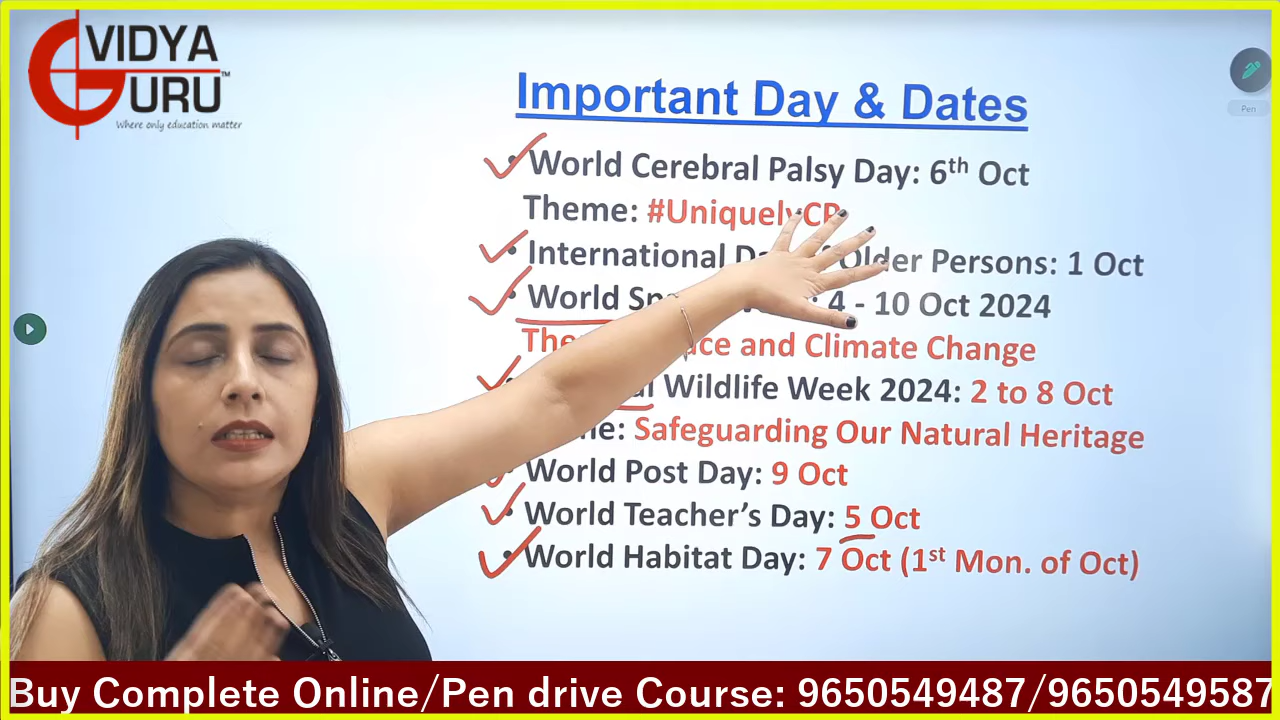 VIDYA
GURU™
Where only education matter
Pen
Important Day & Dates
• World Cerebral Palsy Day: 6th Oct
Theme: #UniquelyCP
• International Older Persons: 1 Oct
• World 4 - 10 Oct 2024
and Climate Change
Wildlife Week 2024: 2 to 8 Oct
Safeguarding Our Natural Heritage
World Post Day: 9 Oct
• World Teacher’s Day: 5 Oct
• World Habitat Day: 7 Oct (1st Mon. of Oct)
Buy Complete Online/Pen drive Course: 9650549487/9650549587